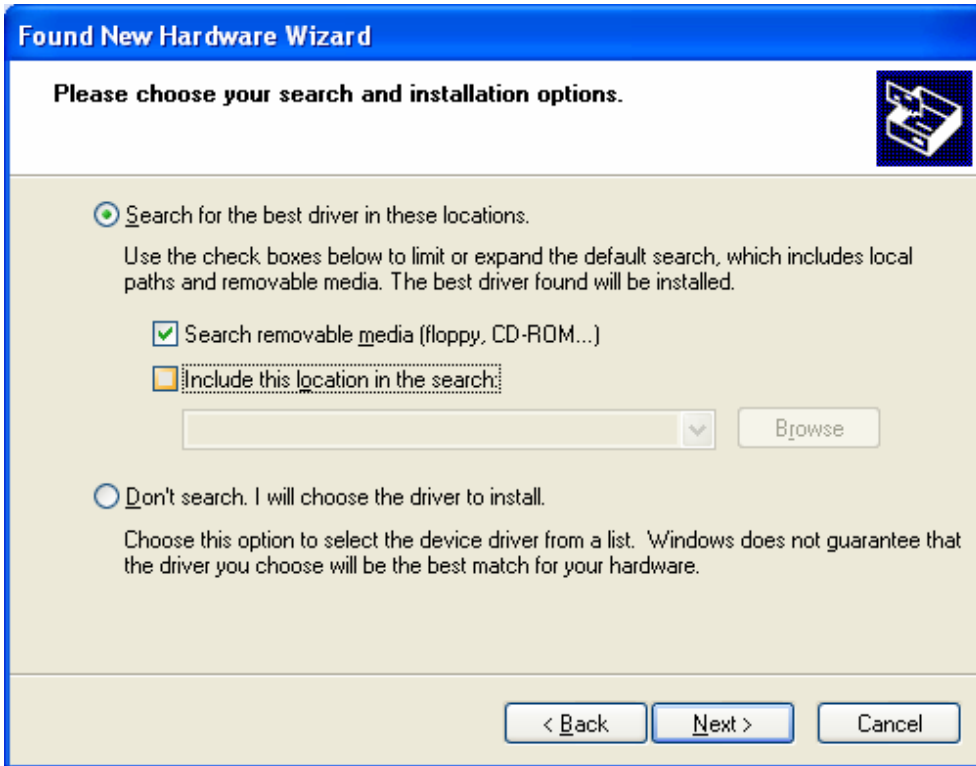 Found New Hardware Wizard
Please choose your search and installation options.
Search for the best driver in these locations.
Use the check boxes below to limit or expand the default search, which includes local
paths and removable media. The best driver found will be installed.
Search removable media (floppy, CD-ROM...)
Include this location in the search:
Browse
Don't search. I will choose the driver to install.
Choose this option to select the device driver from a list.  Windows does not guarantee that
the driver you choose will be the best match for your hardware.
< Back
Next >
Cancel